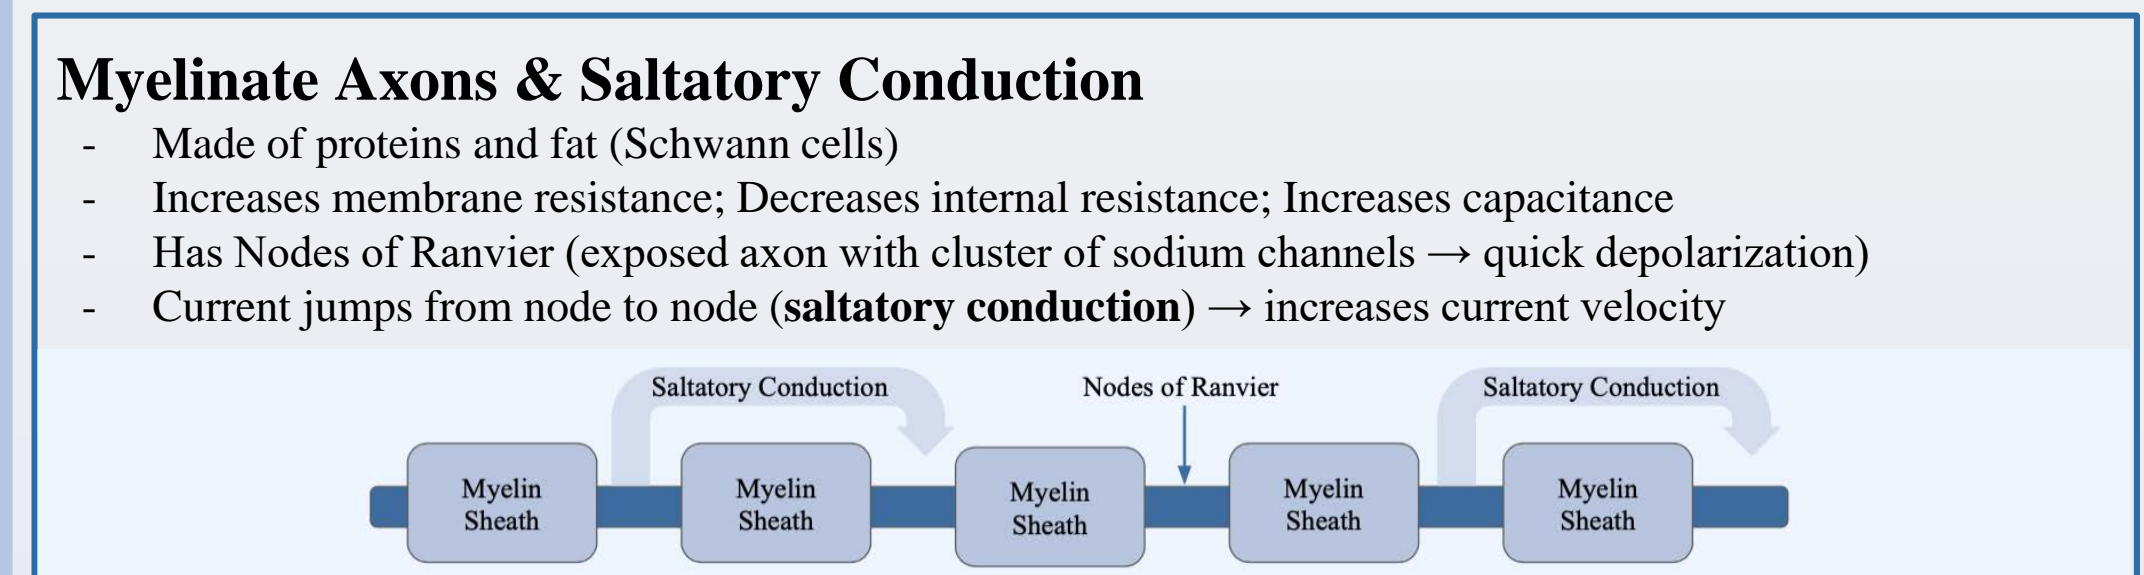 Myelinate Axons & Saltatory Conduction
- Made of proteins and fat (Schwann cells)
- Increases membrane resistance; Decreases internal resistance; Increases capacitance
- Has Nodes of Ranvier (exposed axon with cluster of sodium channels → quick depolarization)
- Current jumps from node to node (saltatory conduction) → increases current velocity
Saltatory Conduction
Nodes of Ranvier
Saltatory Conduction
Myelin
Sheath
Myelin
Sheath
Myelin
Sheath
Myelin
Sheath
Myelin
Sheath